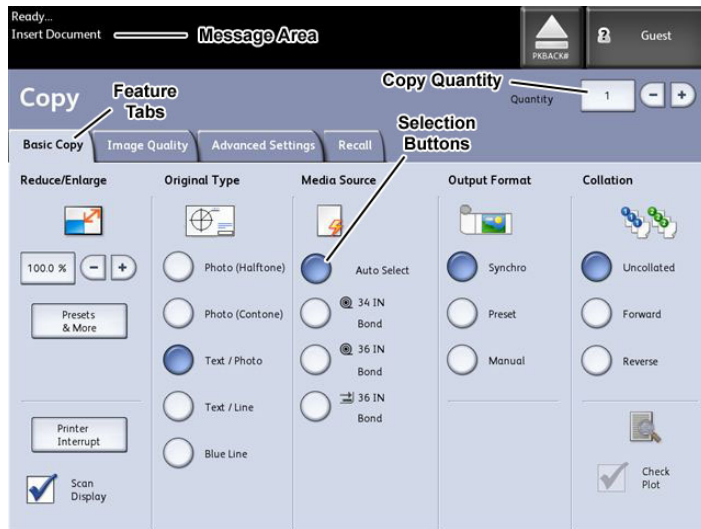 Ready...
Insert Document
Message Area
PKBACK#
Guest
Copy
Feature
Tabs
Copy Quantity
Quantity
1
Selection
Buttons
Basic Copy
Image Quality
Advanced Settings
Recall
Reduce/Enlarge
100.0 %
Presets
& More
Printer
Interrupt
Scan
Display
Original Type
Photo (Halftone)
Photo (Contone)
Text / Photo
Text / Line
Blue Line
Media Source
Auto Select
34 IN
Bond
36 IN
Bond
36 IN
Bond
Output Format
Synchro
Preset
Manual
Collation
Uncollated
Forward
Reverse
Check
Plot